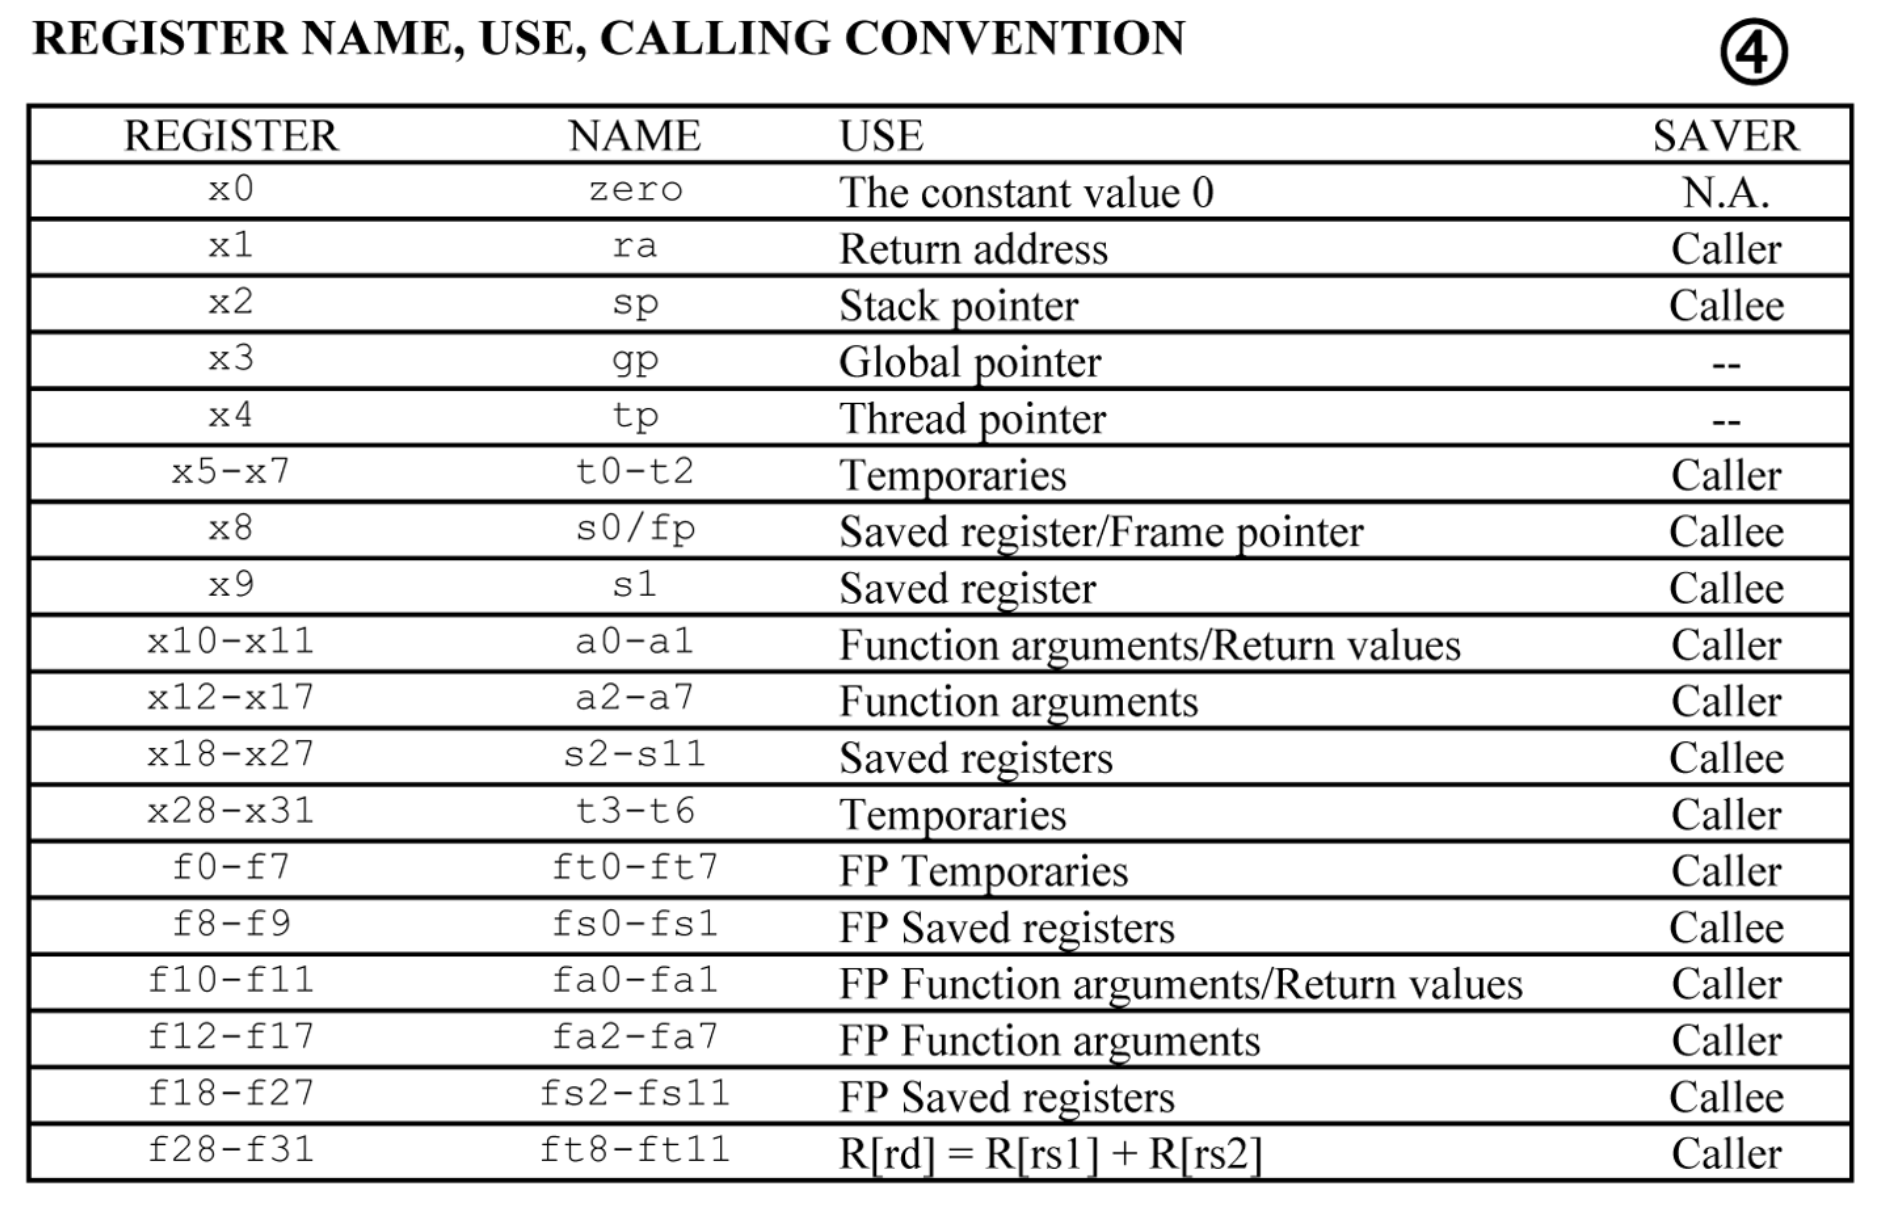 REGISTER NAME, USE, CALLING CONVENTION ④
REGISTER NAME USE SAVER
x0 zero The constant value 0 N.A.
x1 ra Return address Caller
x2 sp Stack pointer Callee
x3 gp Global pointer --
x4 tp Thread pointer --
x5-x7 t0-t2 Temporaries Caller
x8 s0/fp Saved register/Frame pointer Callee
x9 s1 Saved register Callee
x10-x11 a0-a1 Function arguments/Return values Caller
x12-x17 a2-a7 Function arguments Caller
x18-x27 s2-s11 Saved registers Callee
x28-x31 t3-t6 Temporaries Caller
f0-f7 ft0-ft7 FP Temporaries Caller
f8-f9 fs0-fs1 FP Saved registers Callee
f10-f11 fa0-fa1 FP Function arguments/Return values Caller
f12-f17 fa2-fa7 FP Function arguments Caller
f18-f27 fs2-fs11 FP Saved registers Callee
f28-f31 ft8-ft11 R[rd] = R[rs1] + R[rs2] Caller